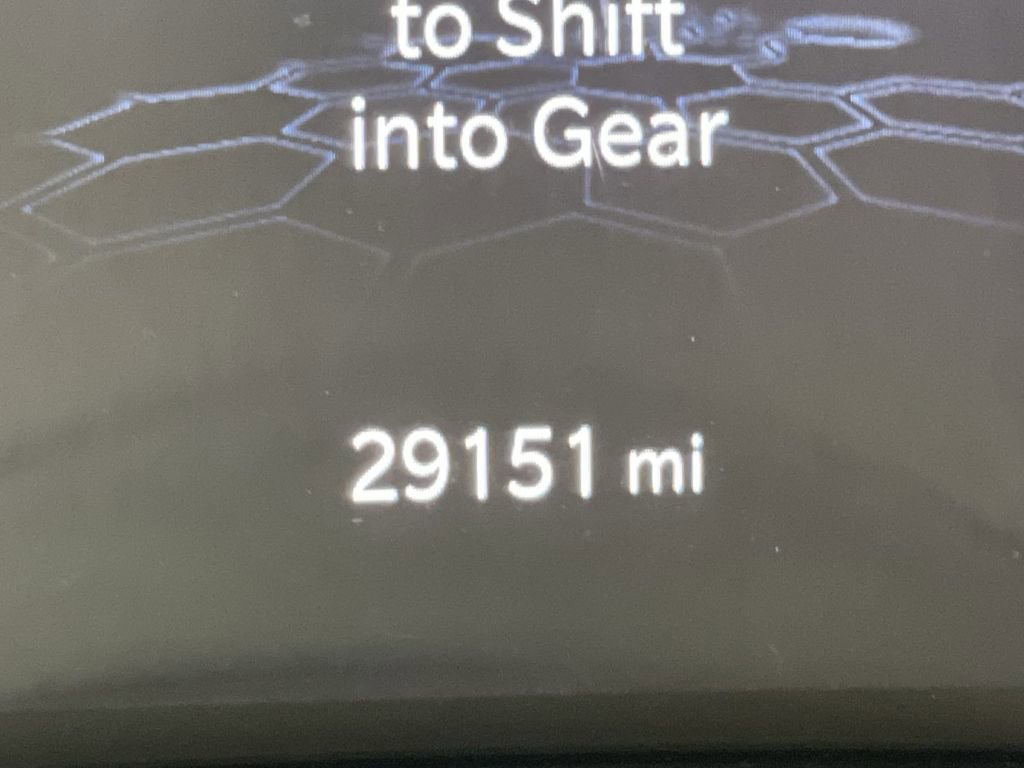 to Shift
into Gear
29151 mi